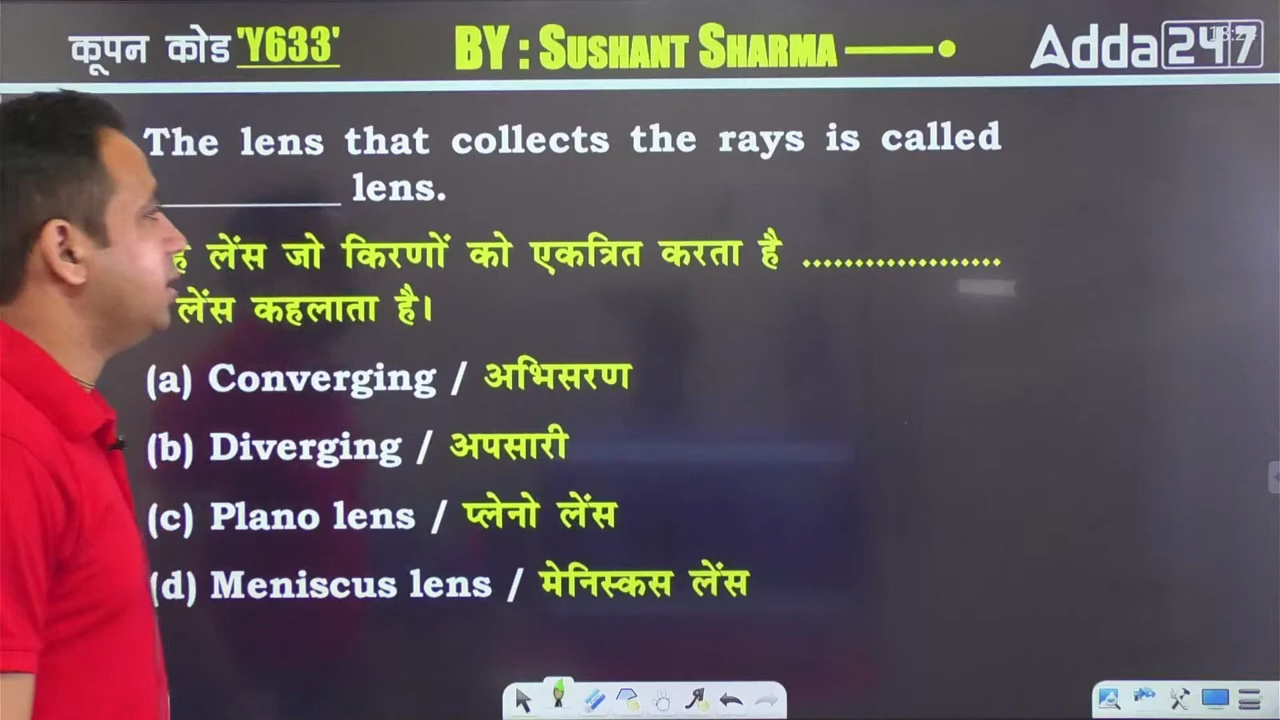 कूपन कोड 'Y633'
BY : SUSHANT SHARMA
Adda247
The lens that collects the rays is called
__________ lens.
लेंस जो किरणों को एकत्रित करता है ...................
लेंस कहलाता है।
(a) Converging / अभिसरण
(b) Diverging / अपसारी
(c) Plano lens / प्लेनो लेंस
(d) Meniscus lens / मेनिस्कस लेंस